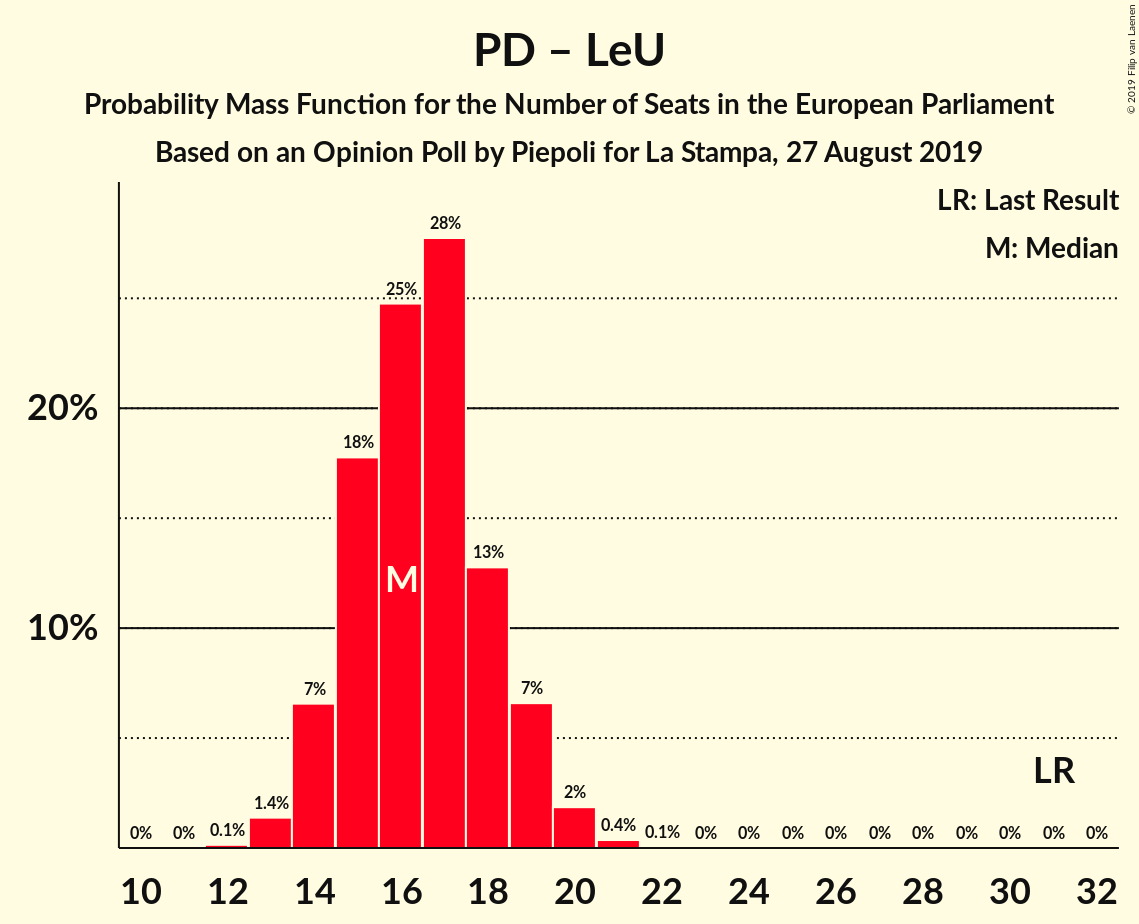 PD – LeU
Probability Mass Function for the Number of Seats in the European Parliament
Based on an Opinion Poll by Piepoli for La Stampa, 27 August 2019
© 2019 Filip van Laenen
LR: Last Result
M: Median
28%
25%
20%
18%
13%
M
10%
7%
7%
LR
2%
1.4%
0.4%
0% 0% 0.1% 0.1% 0% 0% 0% 0% 0% 0% 0% 0% 0% 0%
10 12 14 16 18 20 22 24 26 28 30 32